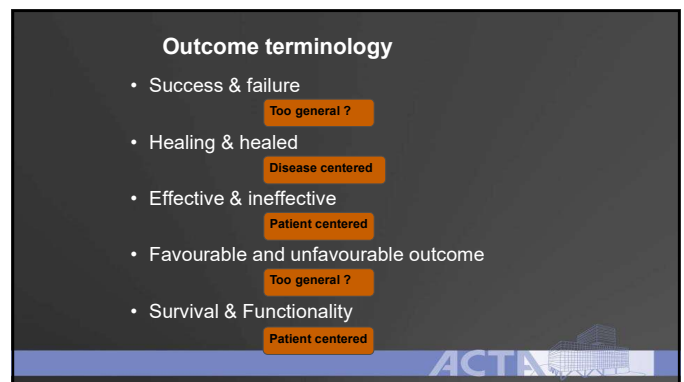 Outcome terminology
• Success & failure
Too general ?
• Healing & healed
Disease centered
• Effective & ineffective
Patient centered
• Favourable and unfavourable outcome
Too general ?
• Survival & Functionality
Patient centered
ACTA